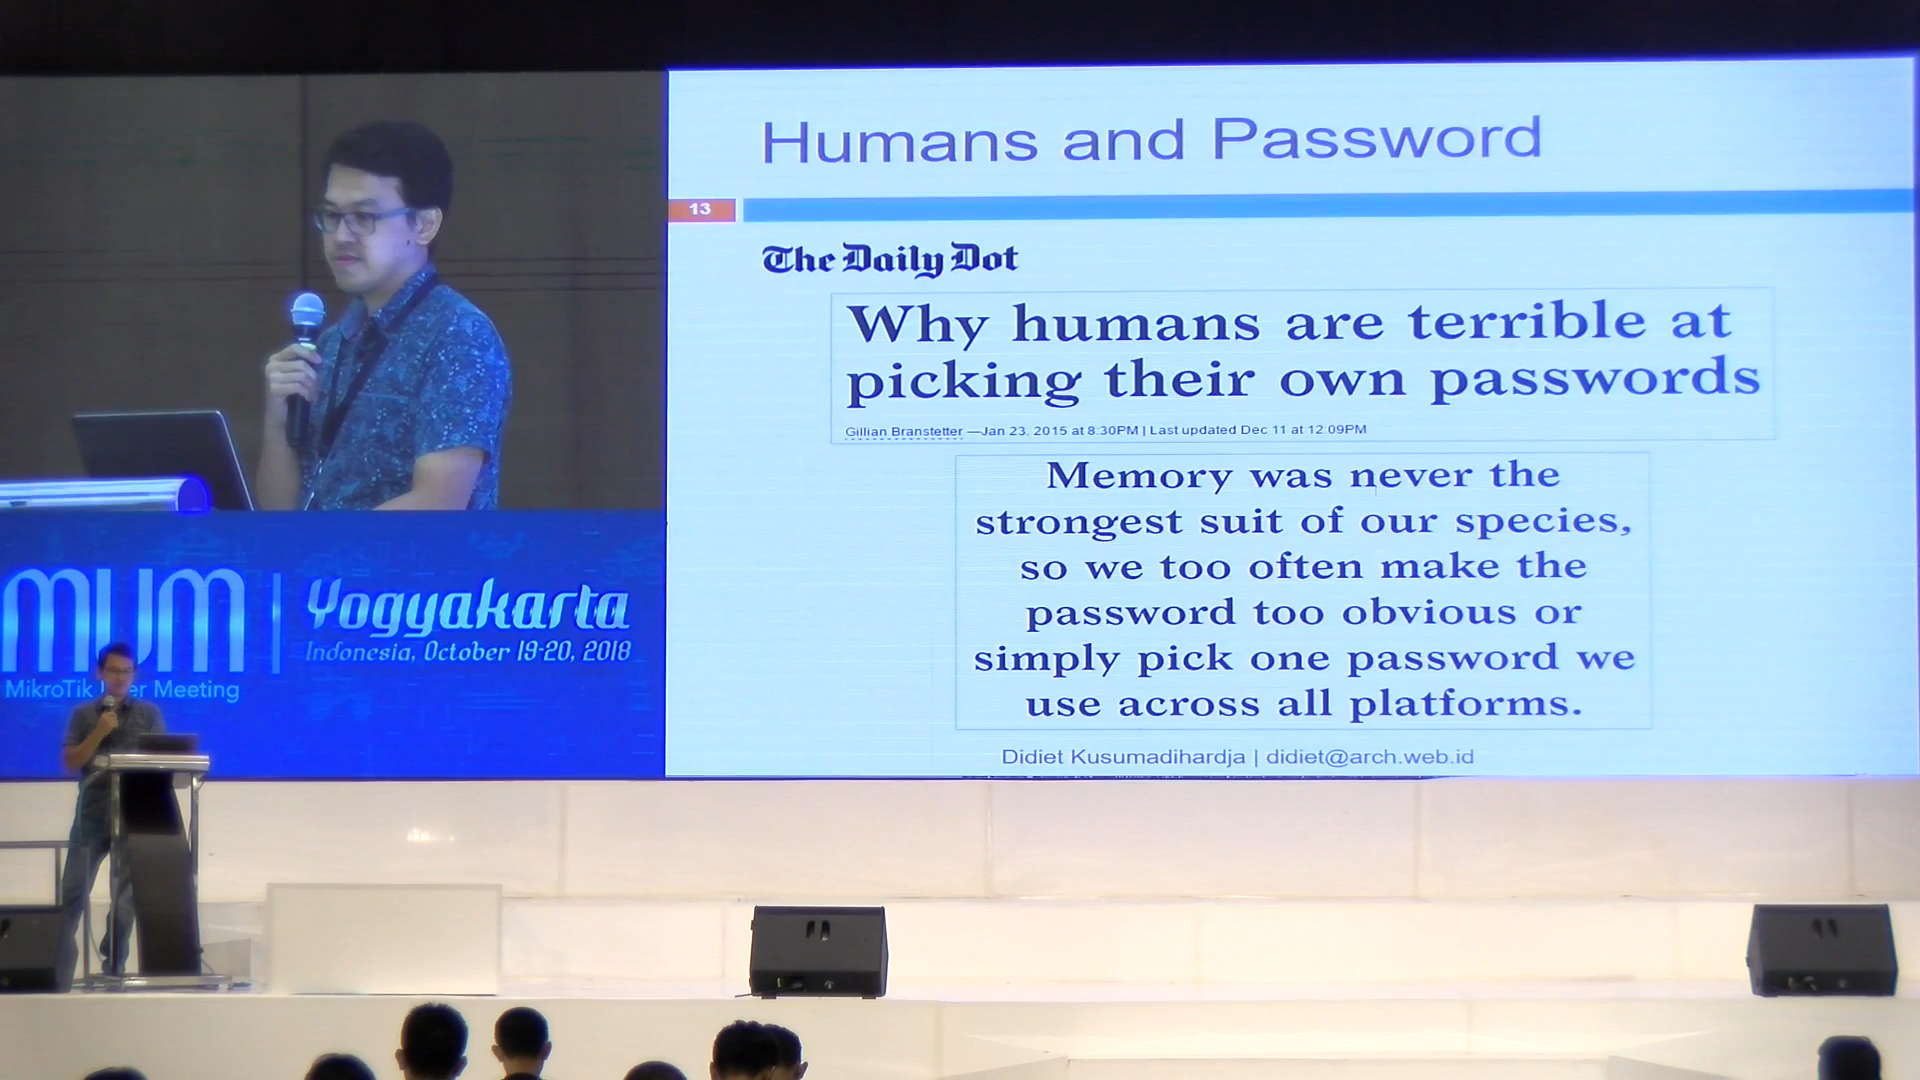 Humans and Password
13
The Daily Dot
Why humans are terrible at
picking their own passwords
Gillian Branstetter —Jan 23, 2015 at 8:30PM | Last updated Dec 11 at 12:09PM
Memory was never the
strongest suit of our species,
so we too often make the
password too obvious or
simply pick one password we
use across all platforms.
Didiet Kusumadihardja | didiet@arch.web.id
MUM
Yogyakarta
Indonesia, October 19-20, 2018
MikroTik User Meeting